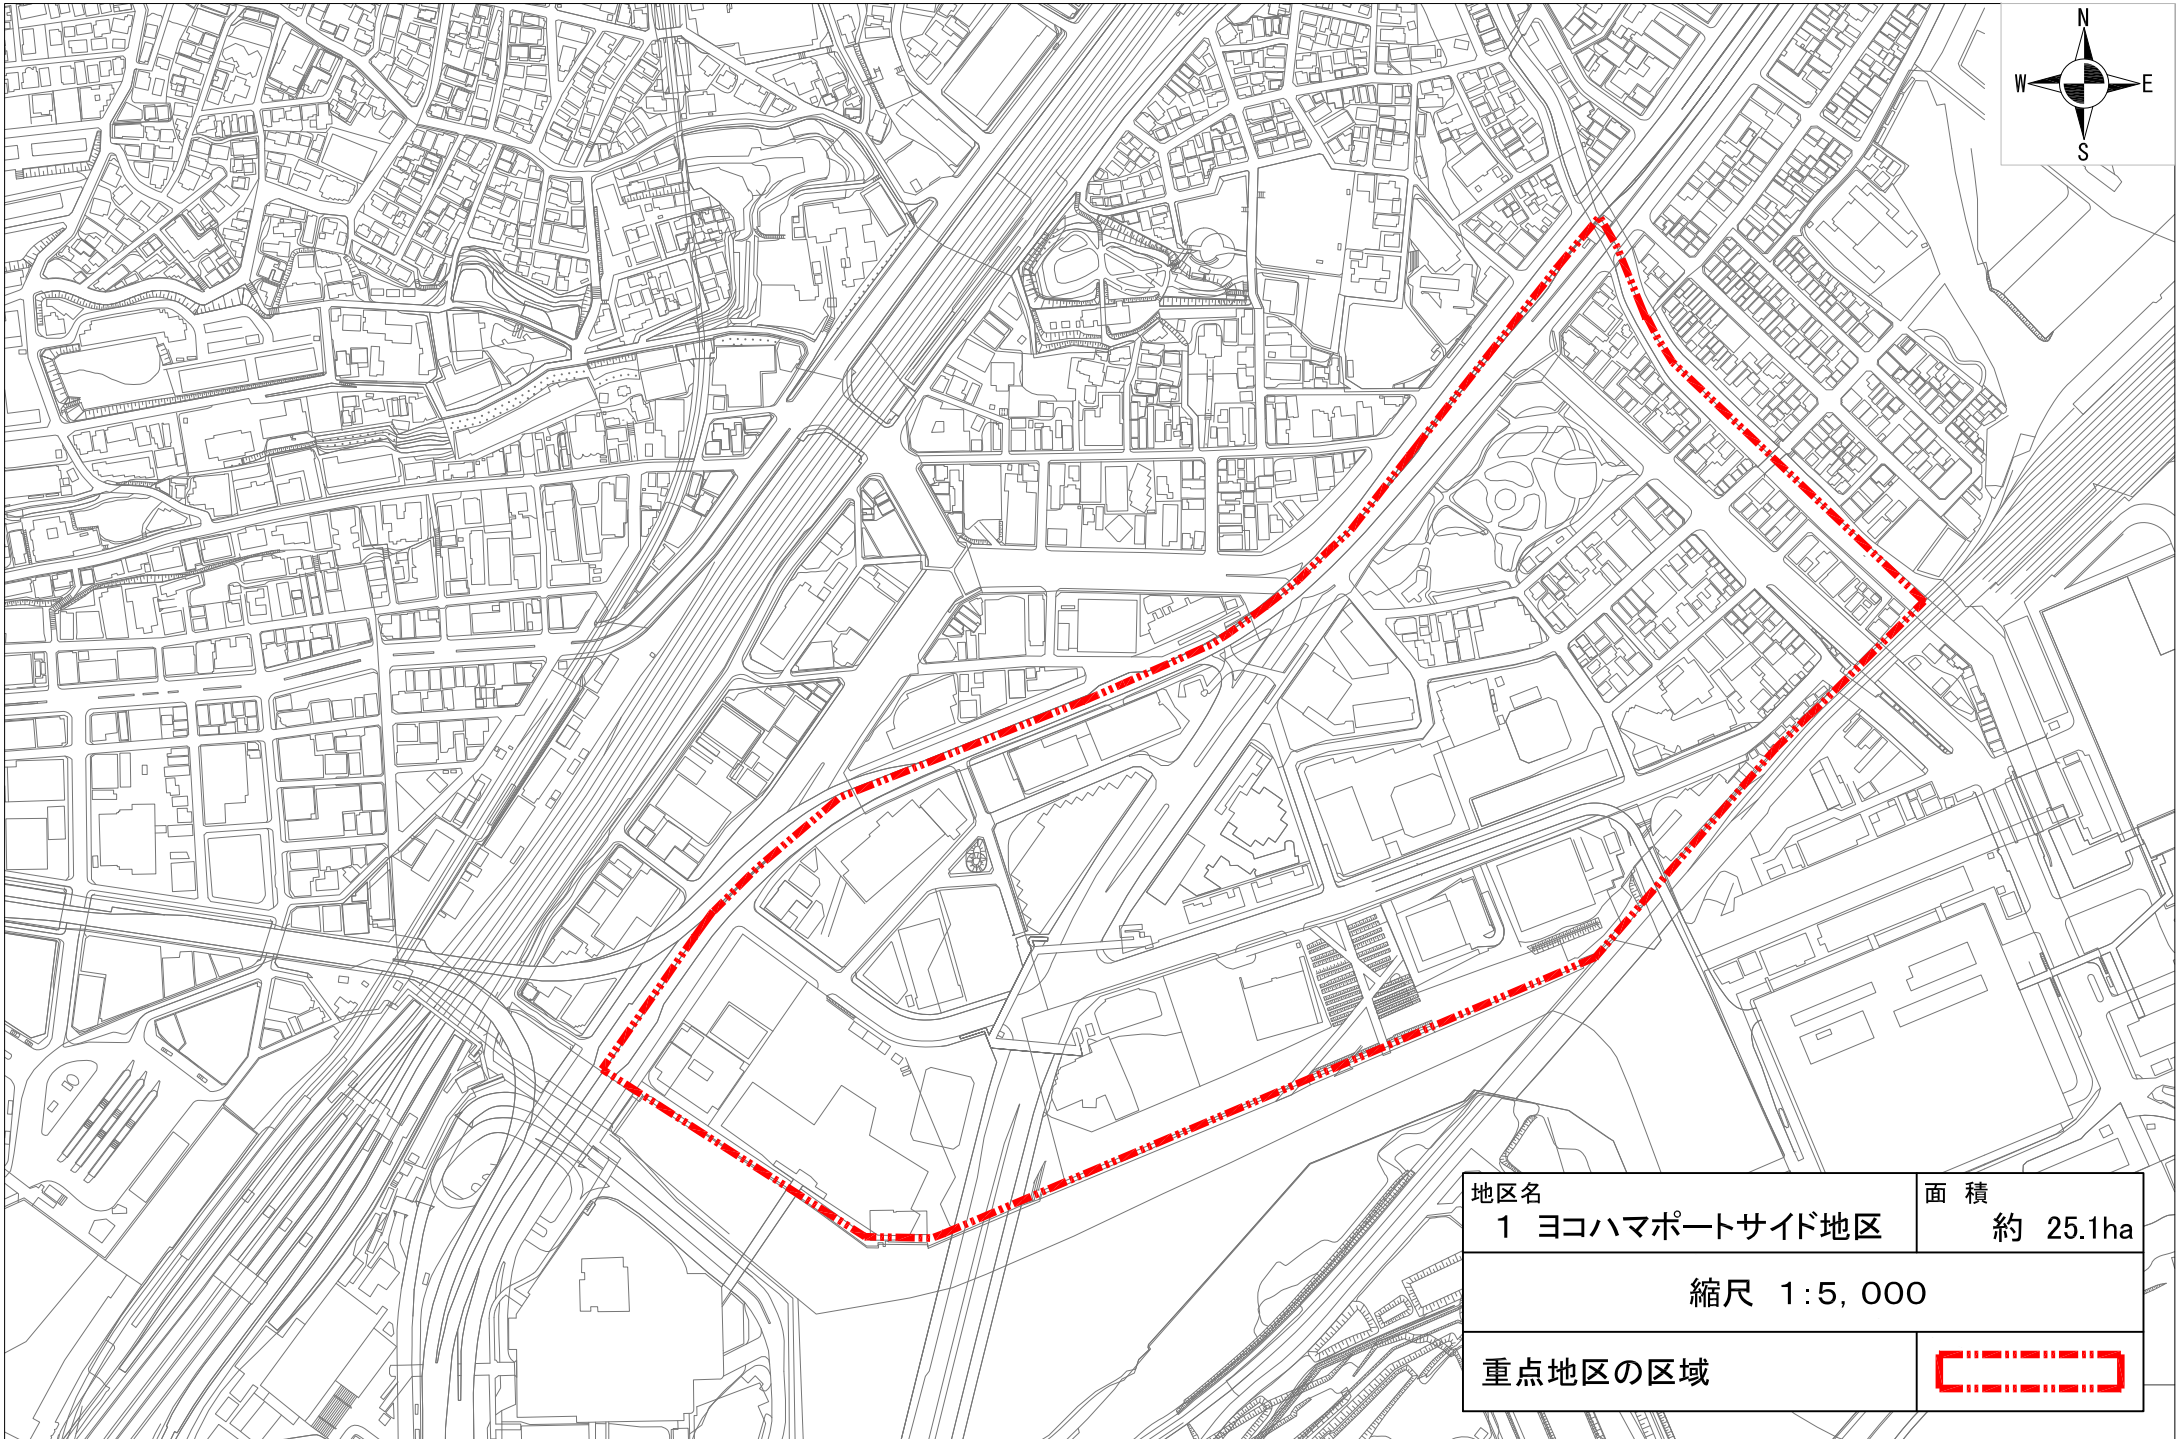 N
W E
S
地区名
1 ヨコハマポートサイド地区
面 積
約 25.1ha
縮尺 1:5,000
重点地区の区域